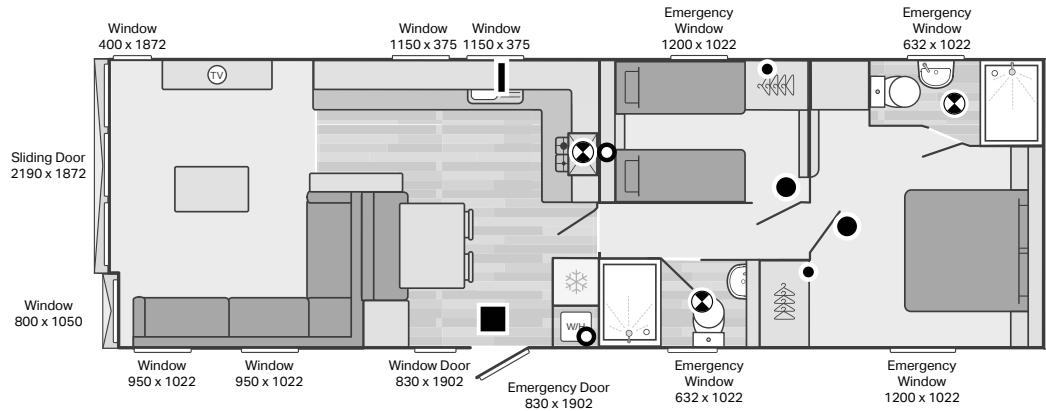 Window
400 x 1872
Window
1150 x 375
Window
1150 x 375
Emergency
Window
1200 x 1022
Emergency
Window
632 x 1022
TV
Sliding Door
2190 x 1872
Window
800 x 1050
W/H
Window
950 x 1022
Window
950 x 1022
Window Door
830 x 1902
Emergency Door
830 x 1902
Emergency
Window
632 x 1022
Emergency
Window
1200 x 1022